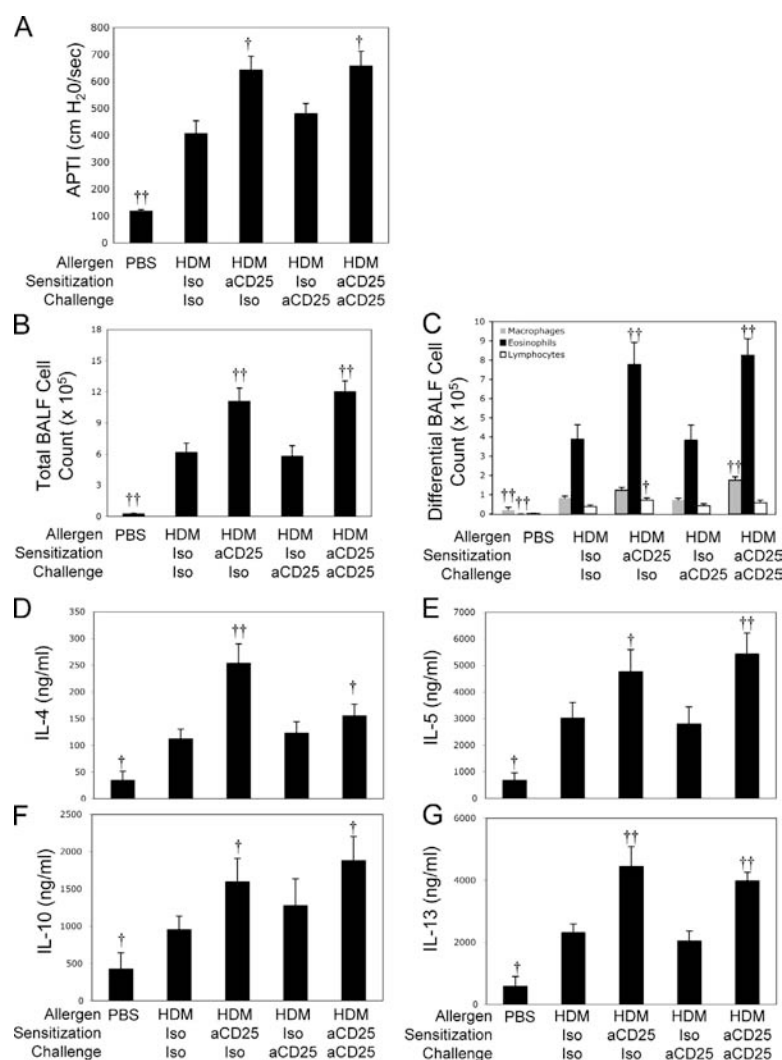 A
APTI (cm H20/sec)
800
700
600
500
400
300
200
100
0
††
†
†
Allergen PBS HDM HDM HDM HDM
Sensitization Iso aCD25 Iso aCD25
Challenge Iso Iso aCD25 aCD25
B
Total BALF Cell
Count (x 10⁵)
18
15
12
9
6
3
0
††
††
††
Allergen PBS HDM HDM HDM HDM
Sensitization Iso aCD25 Iso aCD25
Challenge Iso Iso aCD25 aCD25
C
Differential BALF Cell
Count (x 10⁵)
10
9
8
7
6
5
4
3
2
1
0
Macrophages
Eosinophils
Lymphocytes
††
††
††
††
†
††
Allergen PBS HDM HDM HDM HDM
Sensitization Iso aCD25 Iso aCD25
Challenge Iso Iso aCD25 aCD25
D
IL-4 (ng/ml)
350
300
250
200
150
100
50
0
†
††
†
E
IL-5 (ng/ml)
7000
6000
5000
4000
3000
2000
1000
0
†
†
††
F
IL-10 (ng/ml)
2500
2000
1500
1000
500
0
†
†
†
Allergen PBS HDM HDM HDM HDM
Sensitization Iso aCD25 Iso aCD25
Challenge Iso Iso aCD25 aCD25
G
IL-13 (ng/ml)
6000
4000
2000
0
†
††
††
Allergen PBS HDM HDM HDM HDM
Sensitization Iso aCD25 Iso aCD25
Challenge Iso Iso aCD25 aCD25